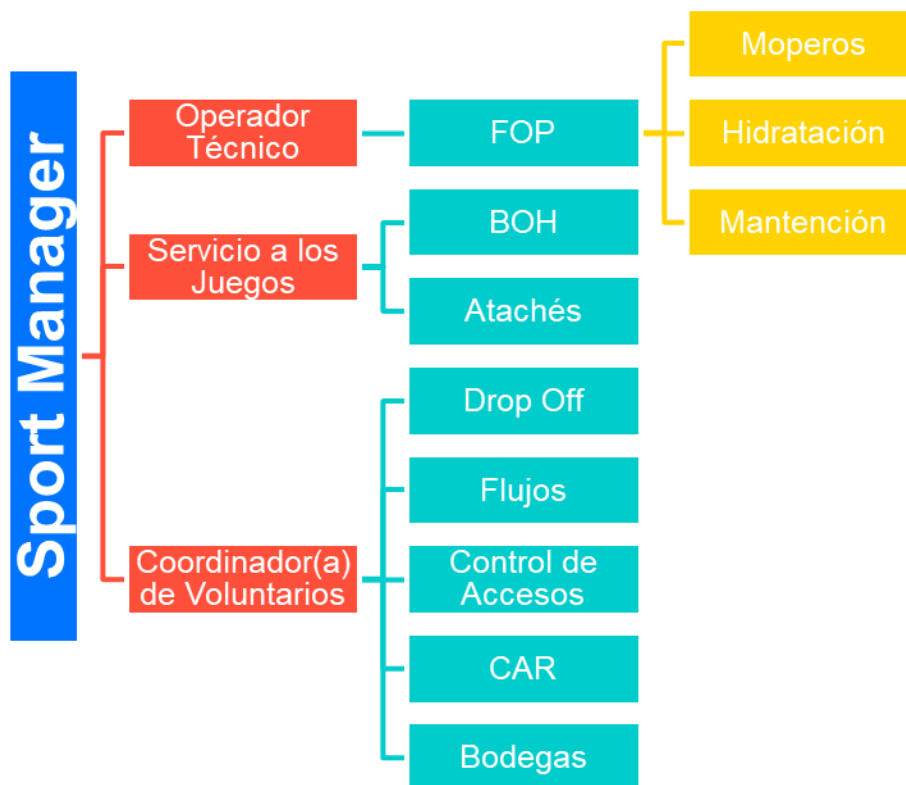 Sport Manager
Operador
Técnico
FOP
Moperos
Hidratación
Mantención
Servicio a los
Juegos
BOH
Atachés
Coordinador(a)
de Voluntarios
Drop Off
Flujos
Control de
Accesos
CAR
Bodegas